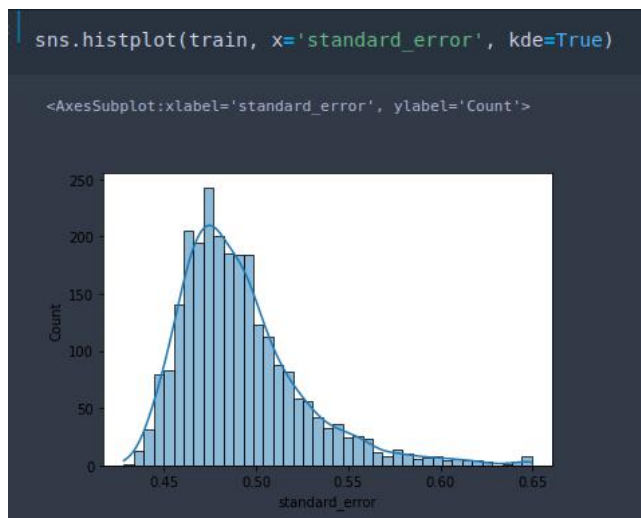 sns.histplot(train, x='standard_error', kde=True)
<AxesSubplot:xlabel='standard_error', ylabel='Count'>
250
200
150
100
50
0
Count
0.45 0.50 0.55 0.60 0.65
standard_error